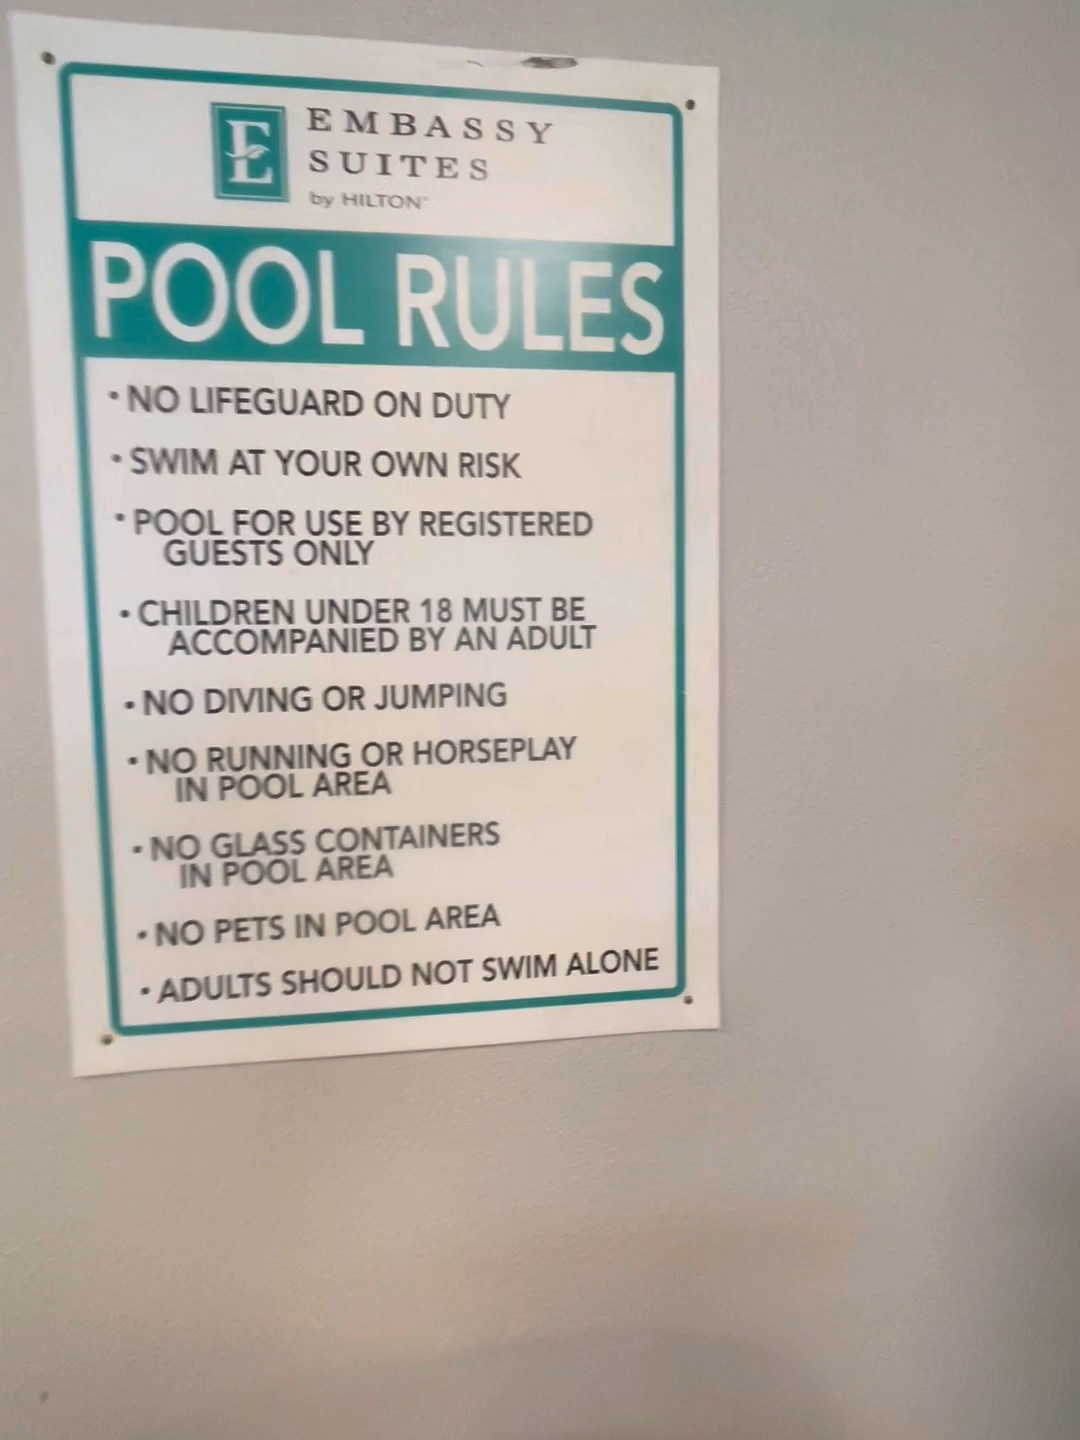 E
EMBASSY
SUITES
by HILTON™
POOL RULES
• NO LIFEGUARD ON DUTY
• SWIM AT YOUR OWN RISK
• POOL FOR USE BY REGISTERED
GUESTS ONLY
• CHILDREN UNDER 18 MUST BE
ACCOMPANIED BY AN ADULT
• NO DIVING OR JUMPING
• NO RUNNING OR HORSEPLAY
IN POOL AREA
• NO GLASS CONTAINERS
IN POOL AREA
• NO PETS IN POOL AREA
• ADULTS SHOULD NOT SWIM ALONE